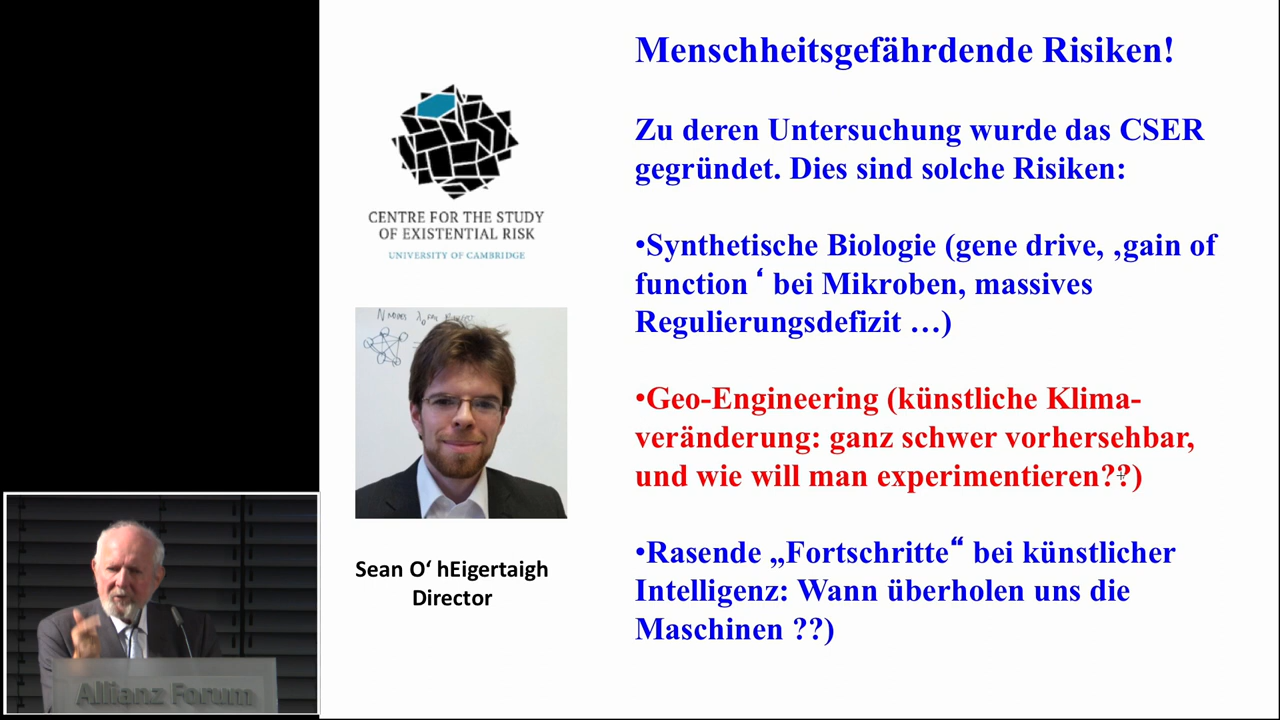 Menschheitsgefährdende Risiken!
Zu deren Untersuchung wurde das CSER
gegründet. Dies sind solche Risiken:
•Synthetische Biologie (gene drive, ‚gain of
function ‘ bei Mikroben, massives
Regulierungsdefizit …)
•Geo-Engineering (künstliche Klima-
veränderung: ganz schwer vorhersehbar,
und wie will man experimentieren??)
•Rasende „Fortschritte“ bei künstlicher
Intelligenz: Wann überholen uns die
Maschinen ??)
CENTRE FOR THE STUDY
OF EXISTENTIAL RISK
UNIVERSITY OF CAMBRIDGE
Sean O‘ hEigertaigh
Director
Allianz Forum